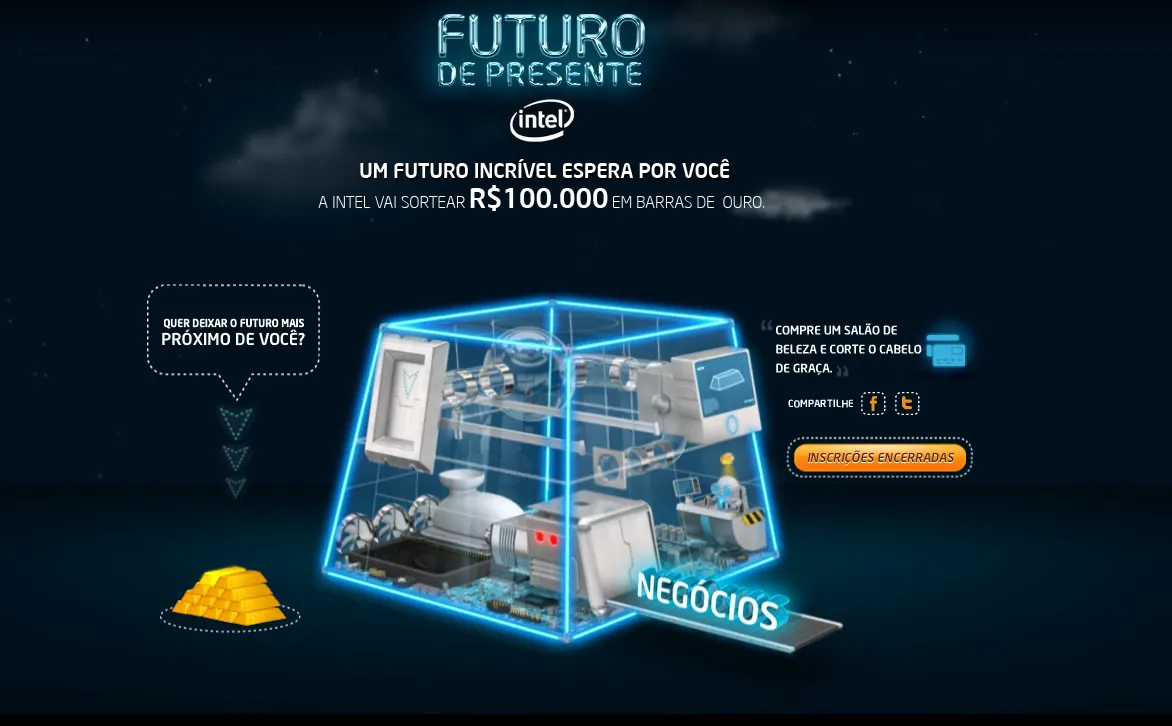 FUTURO
DE PRESENTE
intel
UM FUTURO INCRÍVEL ESPERA POR VOCÊ
A INTEL VAI SORTEAR R$100.000 EM BARRAS DE OURO.
QUER DEIXAR O FUTURO MAIS
PRÓXIMO DE VOCÊ?
“COMPRE UM SALÃO DE
BELEZA E CORTE O CABELO
DE GRAÇA.”
COMPARTILHE
INSCRIÇÕES ENCERRADAS
NEGÓCIOS